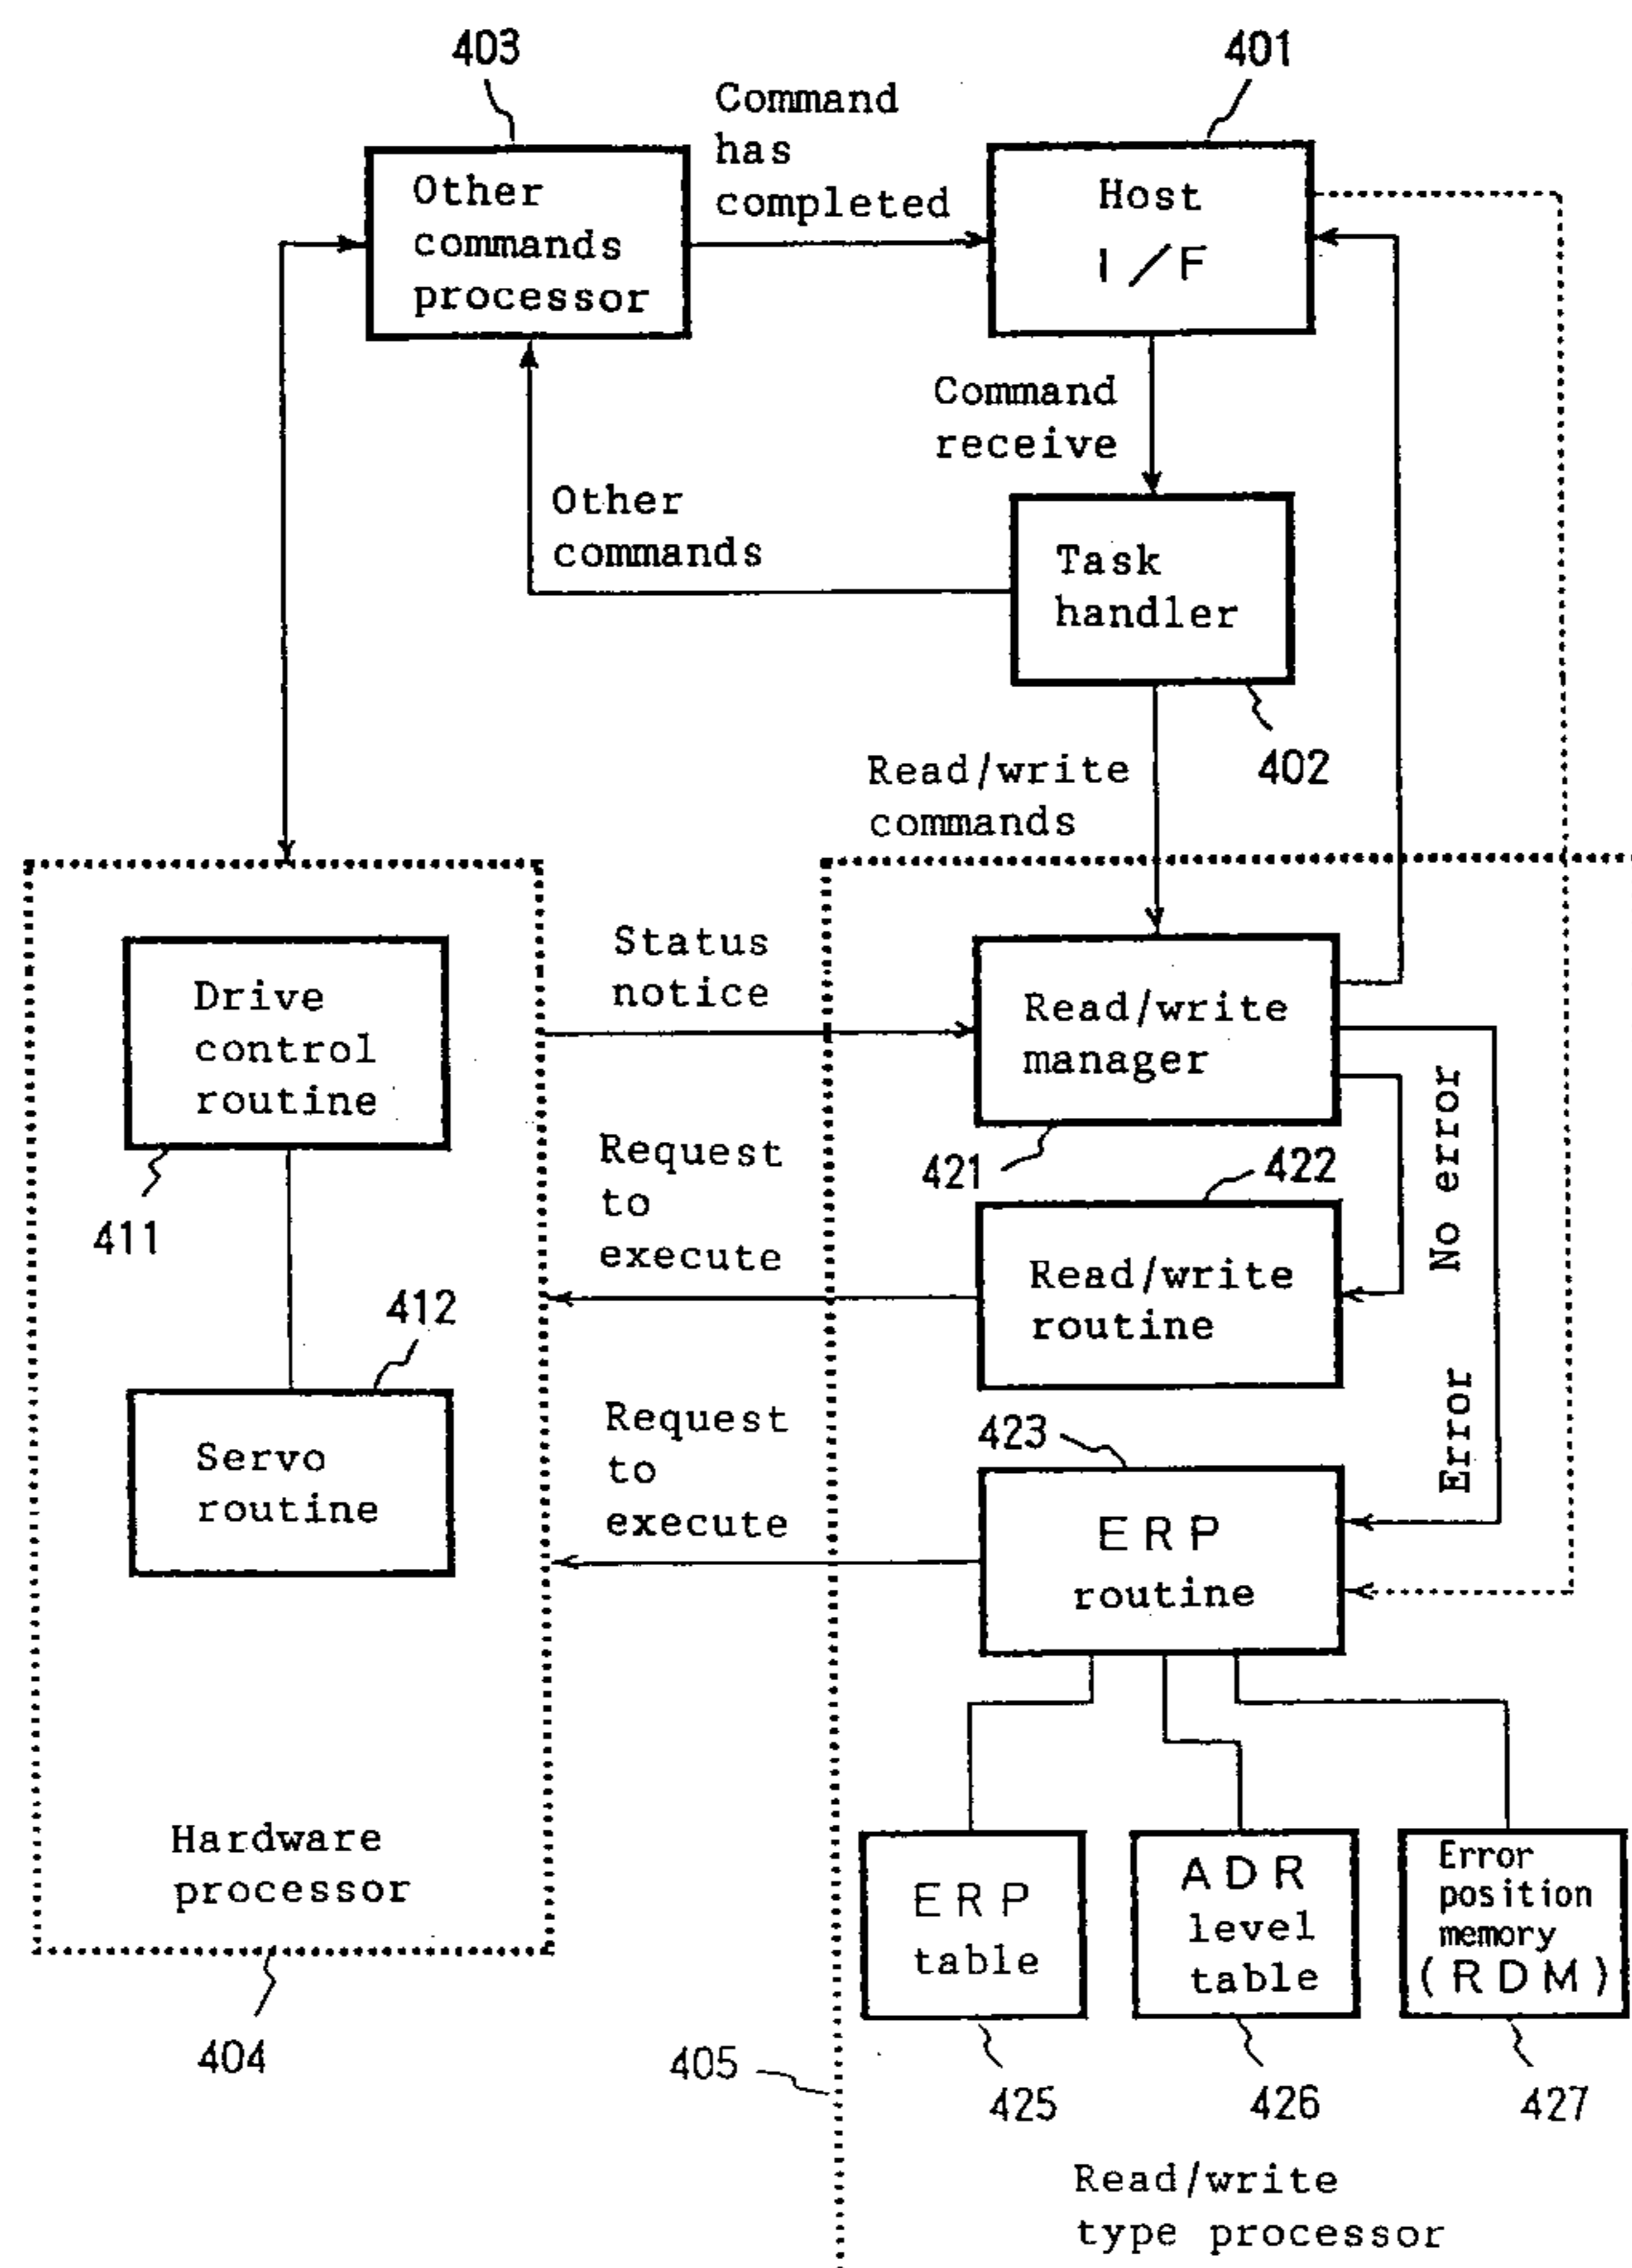 403
401
Command
has
completed
Other
commands
processor
Host
I/F
Command
receive
Other
commands
Task
handler
402
Read/write
commands
Status
notice
Drive
control
routine
Read/write
manager
411
421
422
No error
Request
to
execute
Read/write
routine
412
423
Error
Request
to
execute
Servo
routine
ERP
routine
Hardware
processor
404
ERP
table
ADR
level
table
Error
position
memory
(RDM)
405
425
426
427
Read/write
type processor